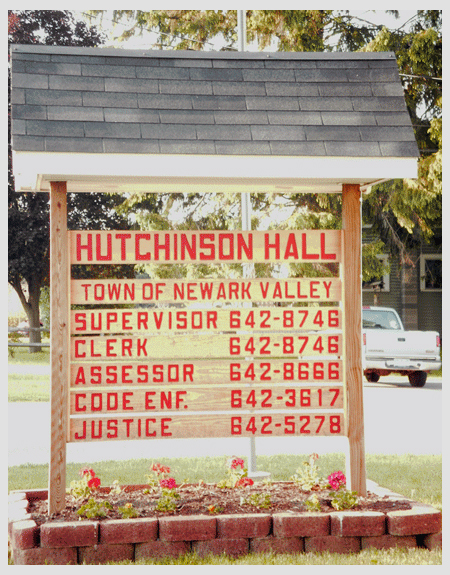 HUTCHINSON HALL
TOWN OF NEWARK VALLEY
SUPERVISOR 642-8746
CLERK 642-8746
ASSESSOR 642-8666
CODE ENF. 642-3617
JUSTICE 642-5278